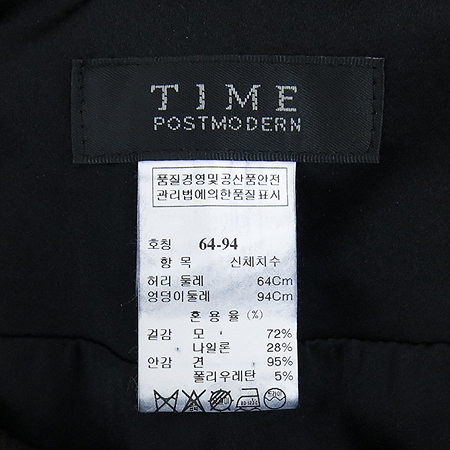 TIME
POSTMODERN
품질경영및공산품안전
관리법에의한품질표시
호칭 64-94
항 목 신체치수
허리 둘레 64Cm
엉덩이둘레 94Cm
혼 용 율 (%)
겉감 모 72%
나일론 28%
안감 견 95%
폴리우레탄 5%